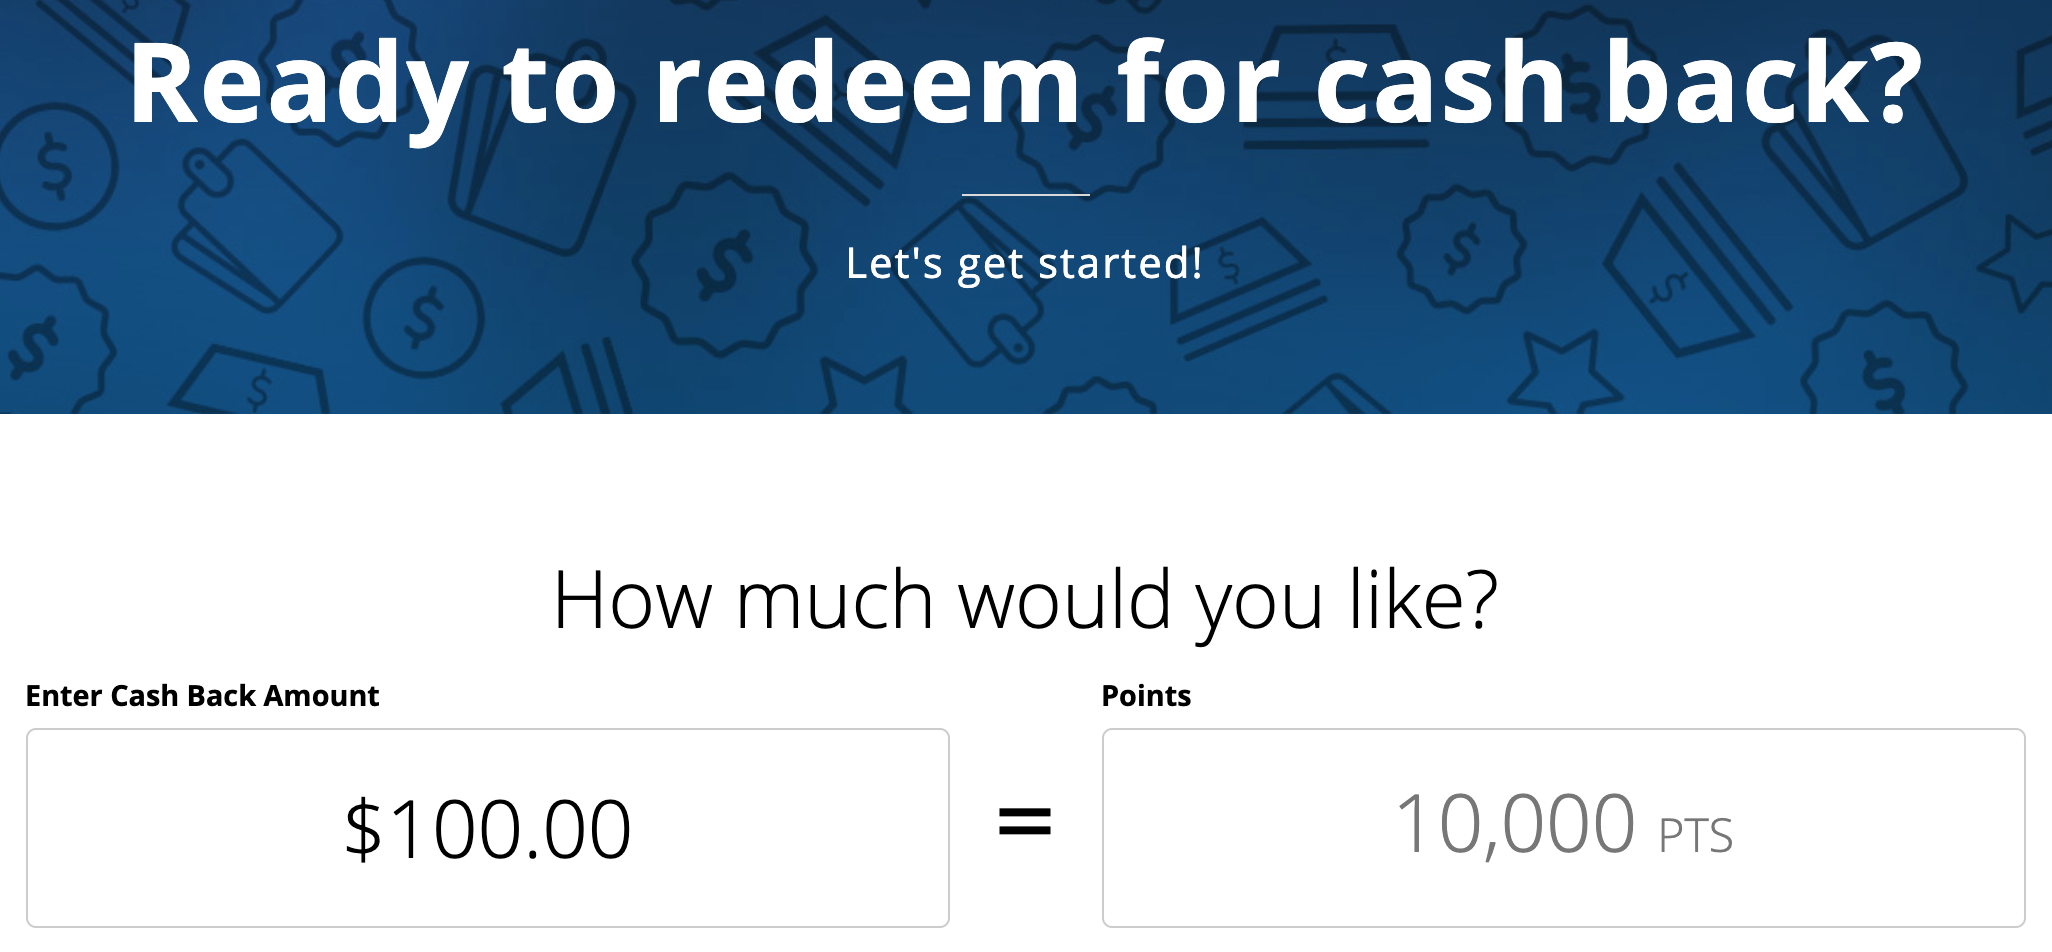 Ready to redeem for cash back?
Let's get started!
How much would you like?
Enter Cash Back Amount
Points
$100.00
=
10,000 PTS